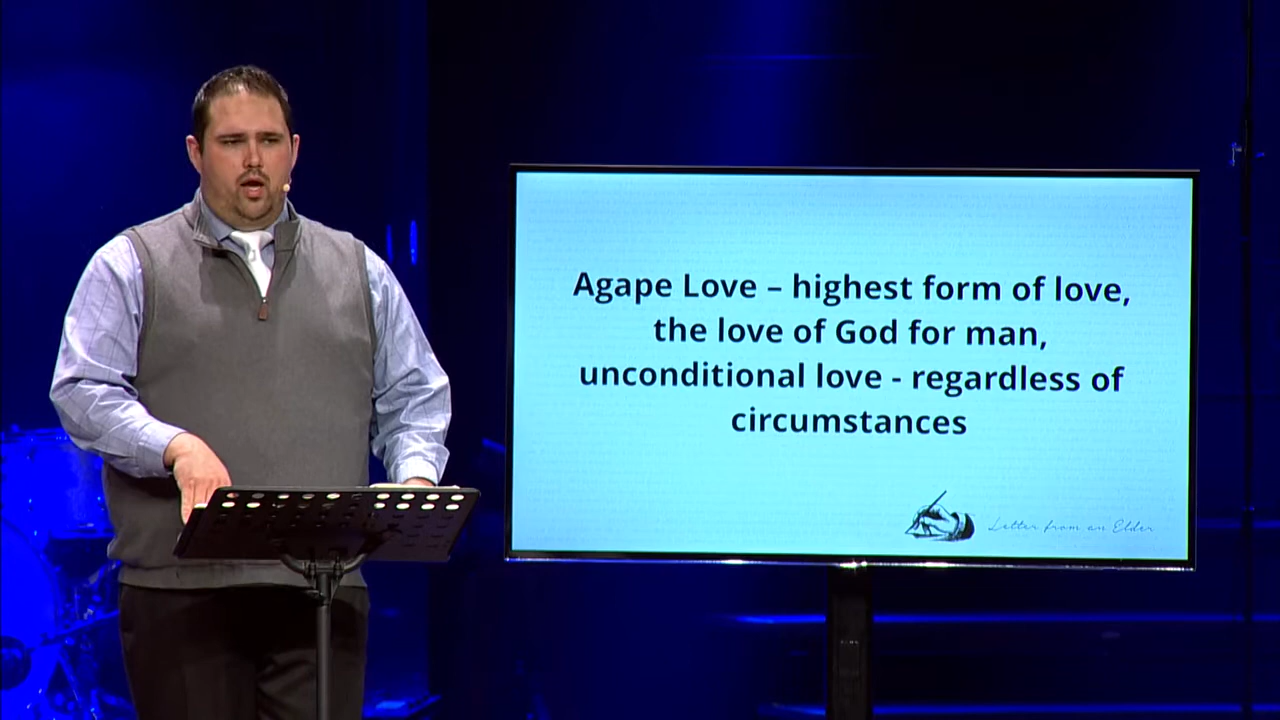 Agape Love – highest form of love,
the love of God for man,
unconditional love - regardless of
circumstances
Letter from an Elder